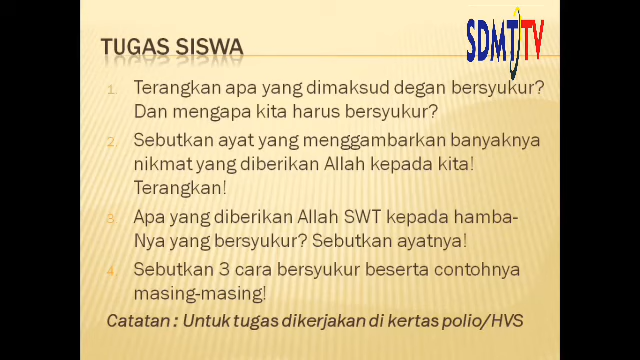 SDMTJTV
TUGAS SISWA
1. Terangkan apa yang dimaksud degan bersyukur?
Dan mengapa kita harus bersyukur?
2. Sebutkan ayat yang menggambarkan banyaknya
nikmat yang diberikan Allah kepada kita!
Terangkan!
3. Apa yang diberikan Allah SWT kepada hamba-
Nya yang bersyukur? Sebutkan ayatnya!
4. Sebutkan 3 cara bersyukur beserta contohnya
masing-masing!
Catatan : Untuk tugas dikerjakan di kertas polio/HVS